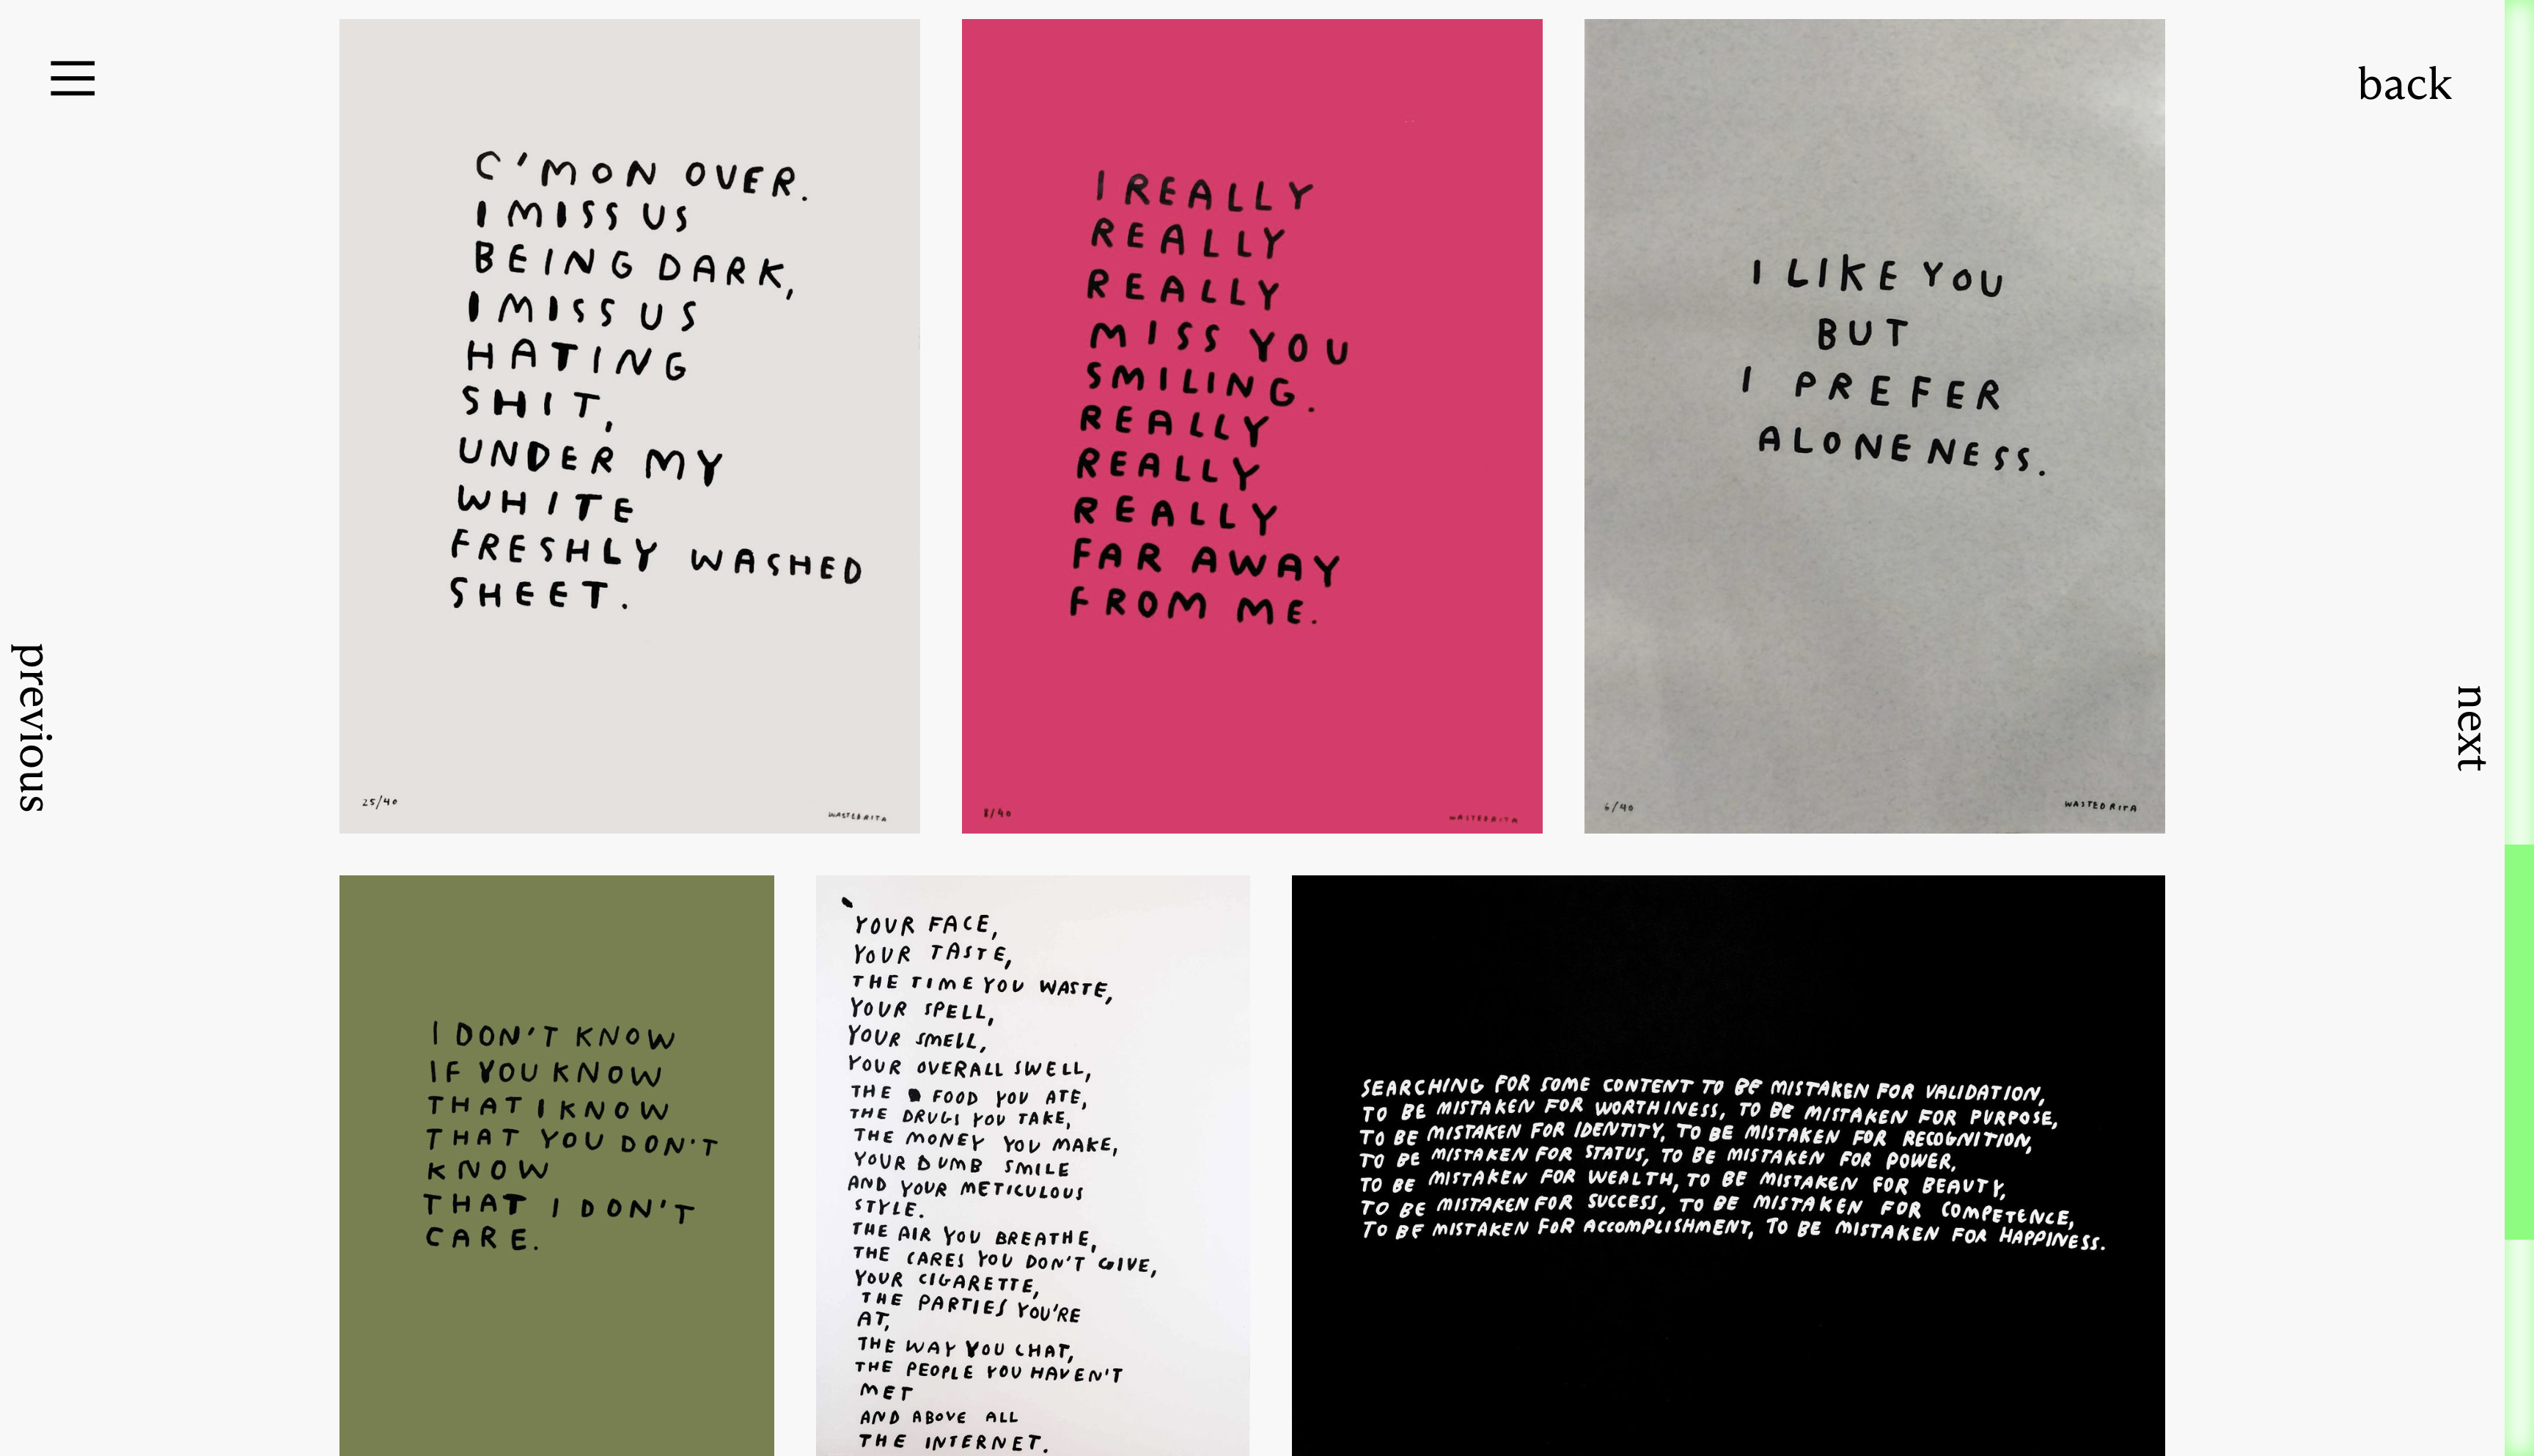 back
C'MON OVER.
I MISS US
BEING DARK,
I MISS US
HATING
SHIT,
UNDER MY
WHITE
FRESHLY WASHED
SHEET.
25/40
WASTEDRITA
I REALLY
REALLY
REALLY
MISS YOU
SMILING.
REALLY
REALLY
REALLY
FAR AWAY
FROM ME.
8/40
WASTEDRITA
I LIKE YOU
BUT
I PREFER
ALONENESS.
6/40
WASTEDRITA
previous
next
I DON'T KNOW
IF YOU KNOW
THAT I KNOW
THAT YOU DON'T
KNOW
THAT I DON'T
CARE.
YOUR FACE,
YOUR TASTE,
THE TIME YOU WASTE,
YOUR SPELL,
YOUR SMELL,
YOUR OVERALL SWELL,
THE FOOD YOU ATE,
THE DRUGS YOU TAKE,
THE MONEY YOU MAKE,
YOUR DUMB SMILE
AND YOUR METICULOUS
STYLE.
THE AIR YOU BREATHE,
THE CARES YOU DON'T GIVE,
YOUR CIGARETTE,
THE PARTIES YOU'RE
AT,
THE WAY YOU CHAT,
THE PEOPLE YOU HAVEN'T
MET
AND ABOVE ALL
THE INTERNET.
SEARCHING FOR SOME CONTENT TO BE MISTAKEN FOR VALIDATION,
TO BE MISTAKEN FOR WORTHINESS, TO BE MISTAKEN FOR PURPOSE,
TO BE MISTAKEN FOR IDENTITY, TO BE MISTAKEN FOR RECOGNITION,
TO BE MISTAKEN FOR STATUS, TO BE MISTAKEN FOR POWER,
TO BE MISTAKEN FOR WEALTH, TO BE MISTAKEN FOR BEAUTY,
TO BE MISTAKEN FOR SUCCESS, TO BE MISTAKEN FOR COMPETENCE,
TO BE MISTAKEN FOR ACCOMPLISHMENT, TO BE MISTAKEN FOR HAPPINESS.